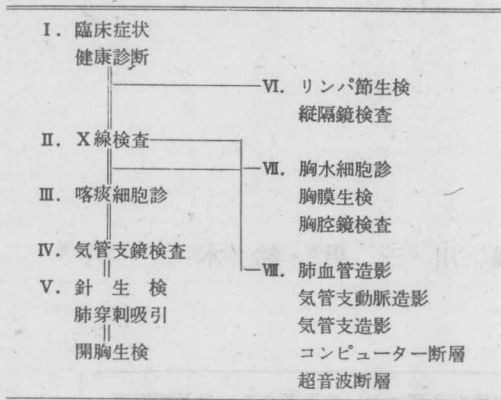 Ⅰ．臨床症状
健康診断
Ⅵ．リンパ節生検
縦隔鏡検査
Ⅱ．X線検査
Ⅶ．胸水細胞診
胸膜生検
胸腔鏡検査
Ⅲ．喀痰細胞診
Ⅳ．気管支鏡検査
Ⅴ．針生検
肺穿刺吸引
開胸生検
Ⅷ．肺血管造影
気管支動脈造影
気管支造影
コンピューター断層
超音波断層